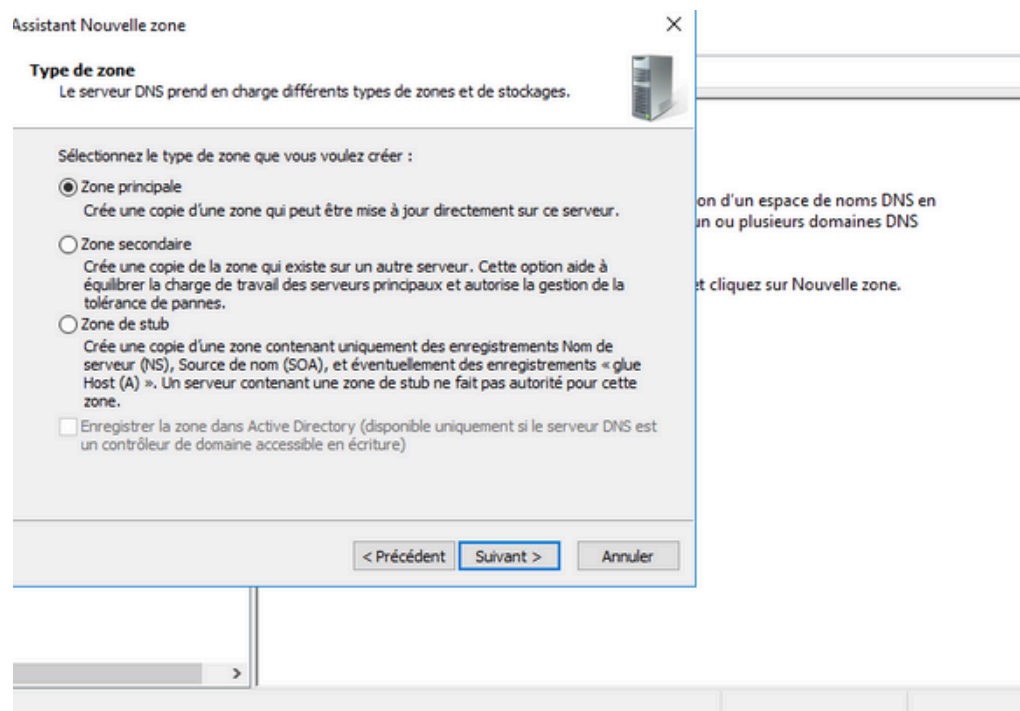 Assistant Nouvelle zone
Type de zone
Le serveur DNS prend en charge différents types de zones et de stockages.
Sélectionnez le type de zone que vous voulez créer :
Zone principale
Crée une copie d'une zone qui peut être mise à jour directement sur ce serveur.
Zone secondaire
Crée une copie de la zone qui existe sur un autre serveur. Cette option aide à
équilibrer la charge de travail des serveurs principaux et autorise la gestion de la
tolérance de pannes.
Zone de stub
Crée une copie d'une zone contenant uniquement des enregistrements Nom de
serveur (NS), Source de nom (SOA), et éventuellement des enregistrements « glue
Host (A) ». Un serveur contenant une zone de stub ne fait pas autorité pour cette
zone.
Enregistrer la zone dans Active Directory (disponible uniquement si le serveur DNS est
un contrôleur de domaine accessible en écriture)
< Précédent
Suivant >
Annuler
on d'un espace de noms DNS en
un ou plusieurs domaines DNS
et cliquez sur Nouvelle zone.